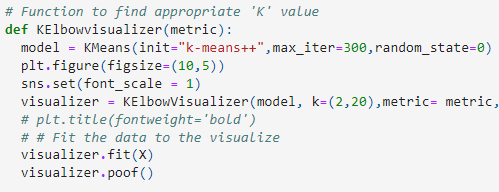 # Function to find appropriate 'K' value
def KElbowvisualizer(metric):
  model = KMeans(init="k-means++",max_iter=300,random_state=0)
  plt.figure(figsize=(10,5))
  sns.set(font_scale = 1)
  visualizer = KElbowVisualizer(model, k=(2,20),metric= metric,
  # plt.title(fontweight='bold')
  # # Fit the data to the visualize
  visualizer.fit(X)
  visualizer.poof()